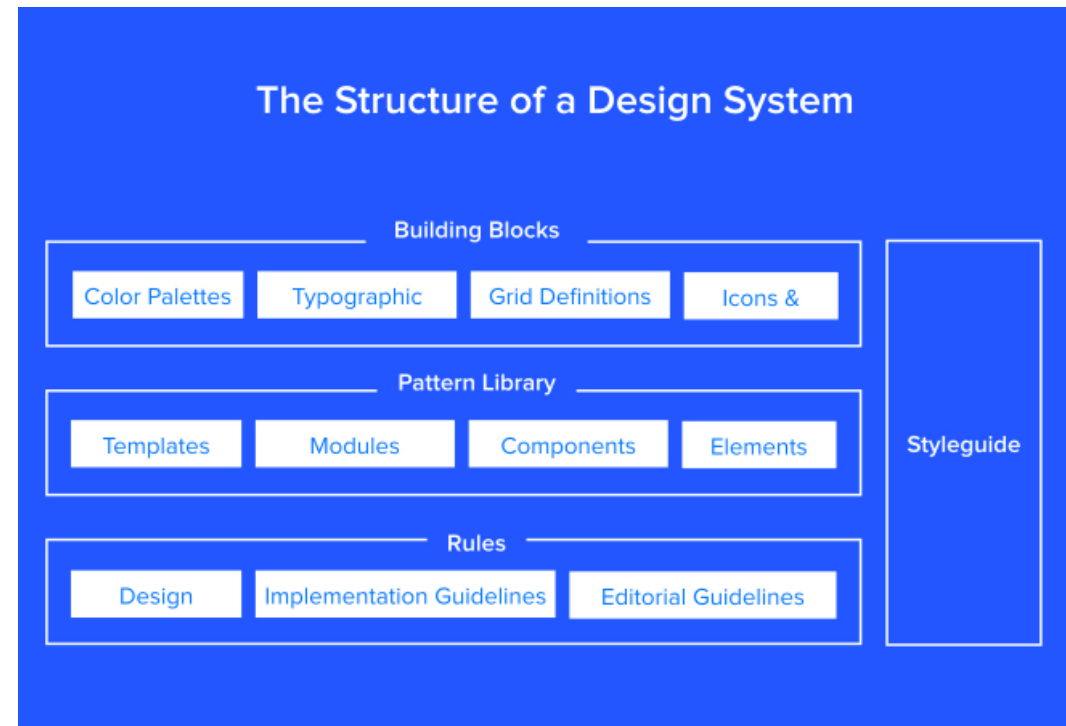 The Structure of a Design System
Building Blocks
Color Palettes
Typographic
Grid Definitions
Icons &
Pattern Library
Templates
Modules
Components
Elements
Rules
Design
Implementation Guidelines
Editorial Guidelines
Styleguide